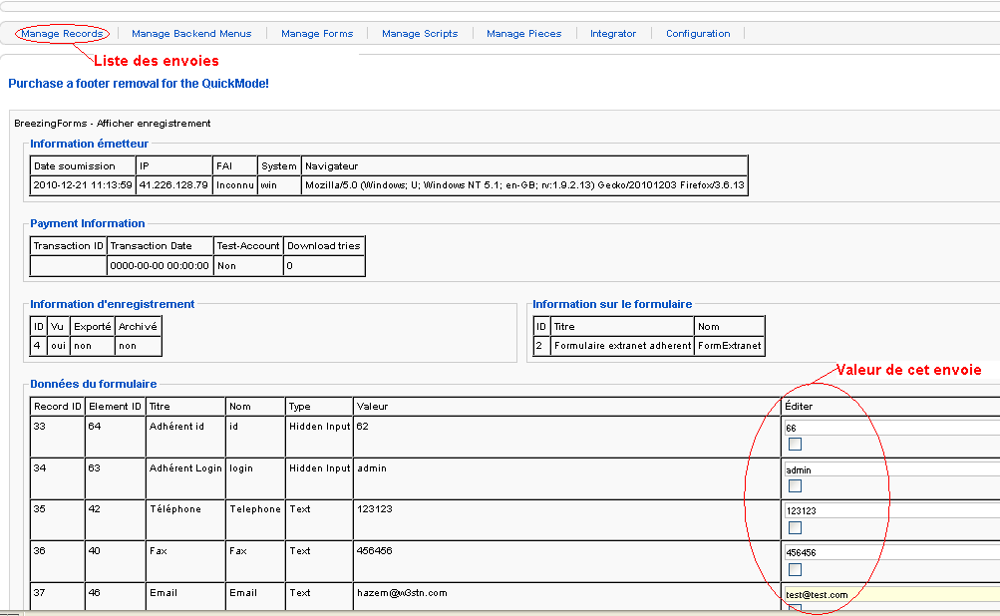 Manage Records Manage Backend Menus Manage Forms Manage Scripts Manage Pieces Integrator Configuration
Liste des envoies
Purchase a footer removal for the QuickMode!
BreezingForms - Afficher enregistrement
Information émetteur
Date soumission IP FAI System Navigateur
2010-12-21 11:13:59 41.226.128.79 Inconnu win Mozilla/5.0 (Windows; U; Windows NT 5.1; en-GB; rv:1.9.2.13) Gecko/20101203 Firefox/3.6.13
Payment Information
Transaction ID Transaction Date Test-Account Download tries
0000-00-00 00:00:00 Non 0
Information d'enregistrement
ID Vu Exporté Archivé
4 oui non non
Information sur le formulaire
ID Titre Nom
2 Formulaire extranet adherent FormExtranet
Valeur de cet envoie
Données du formulaire
Record ID Element ID Titre Nom Type Valeur Éditer
33 64 Adhérent id id Hidden Input 62 66
34 63 Adhérent Login login Hidden Input admin admin
35 42 Téléphone Telephone Text 123123 123123
36 40 Fax Fax Text 456456 456456
37 46 Email Email Text hazem@w3stn.com test@test.com